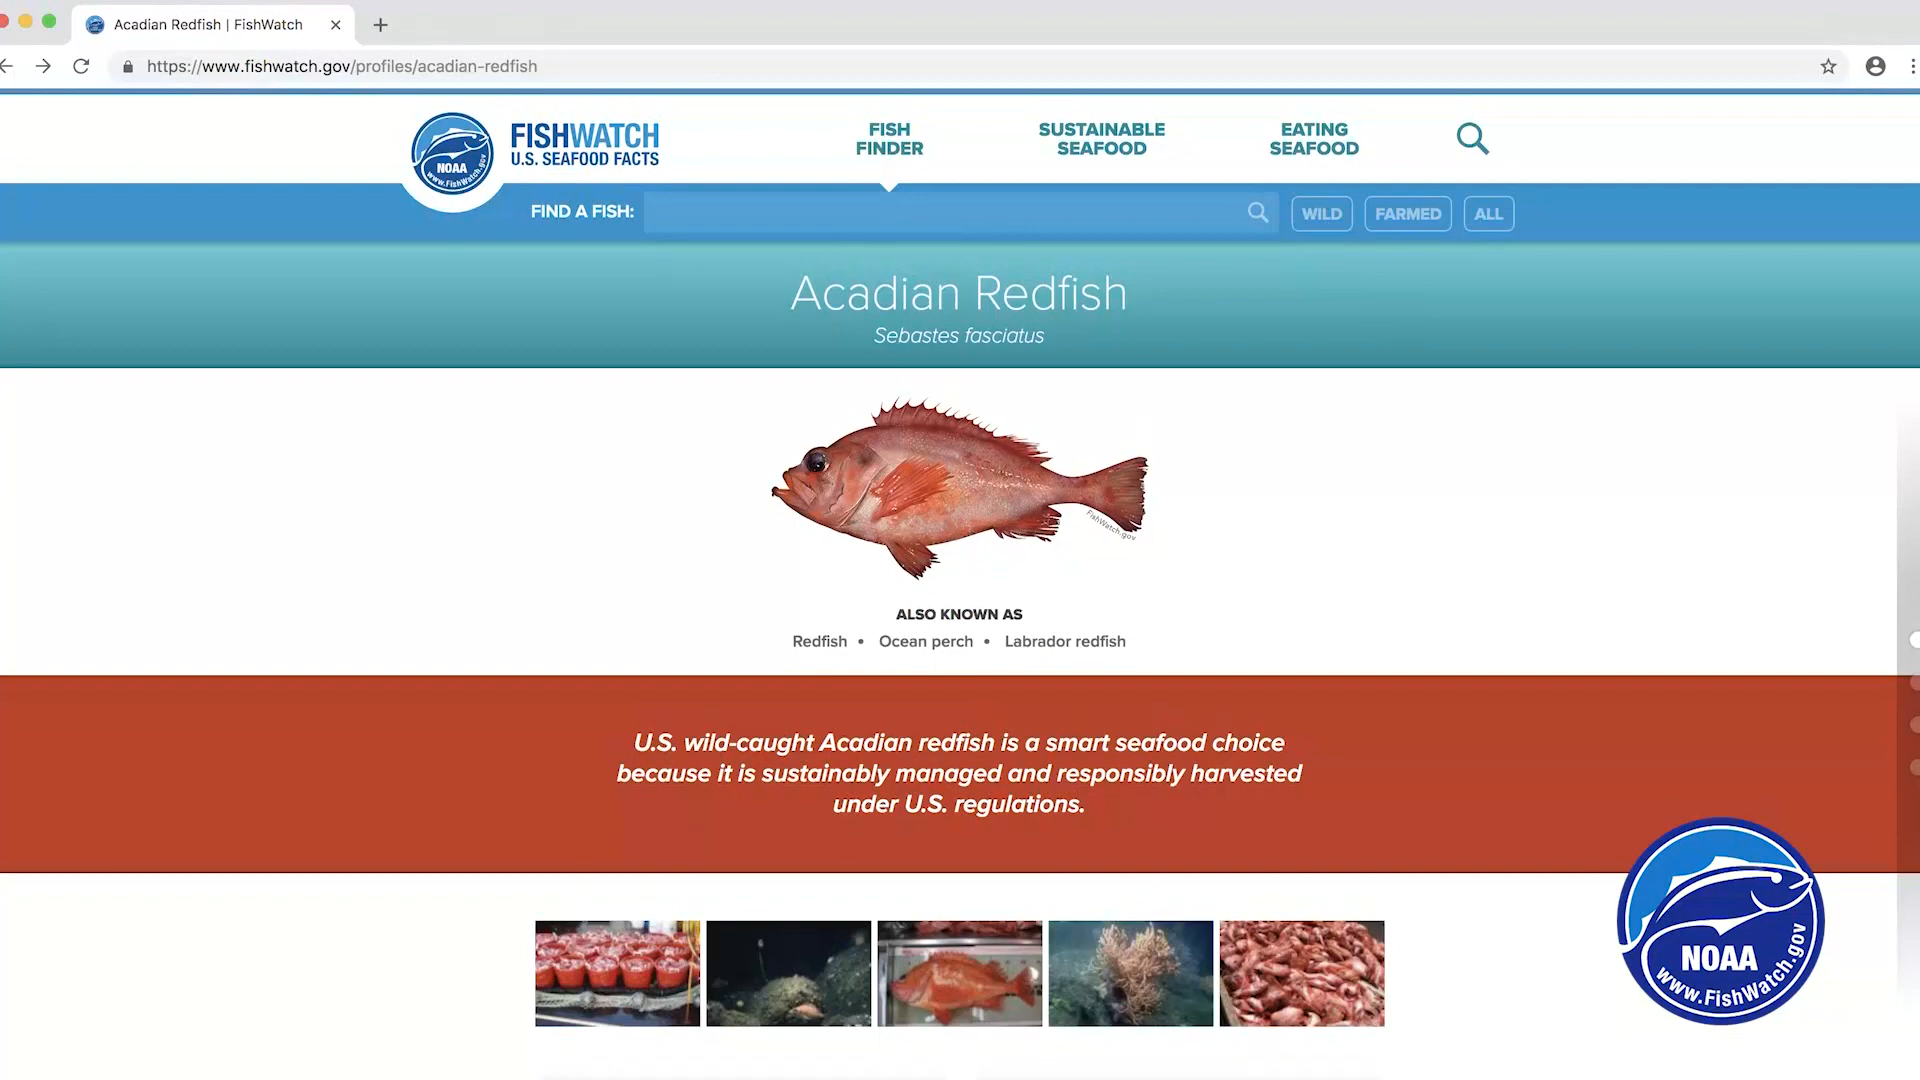 Acadian Redfish | FishWatch
https://www.fishwatch.gov/profiles/acadian-redfish
NOAA
www.FishWatch.gov
FISHWATCH
U.S. SEAFOOD FACTS
FISH
FINDER
SUSTAINABLE
SEAFOOD
EATING
SEAFOOD
FIND A FISH:
WILD
FARMED
ALL
Acadian Redfish
Sebastes fasciatus
FishWatch.gov
ALSO KNOWN AS
Redfish • Ocean perch • Labrador redfish
U.S. wild-caught Acadian redfish is a smart seafood choice
because it is sustainably managed and responsibly harvested
under U.S. regulations.
NOAA
www.FishWatch.gov